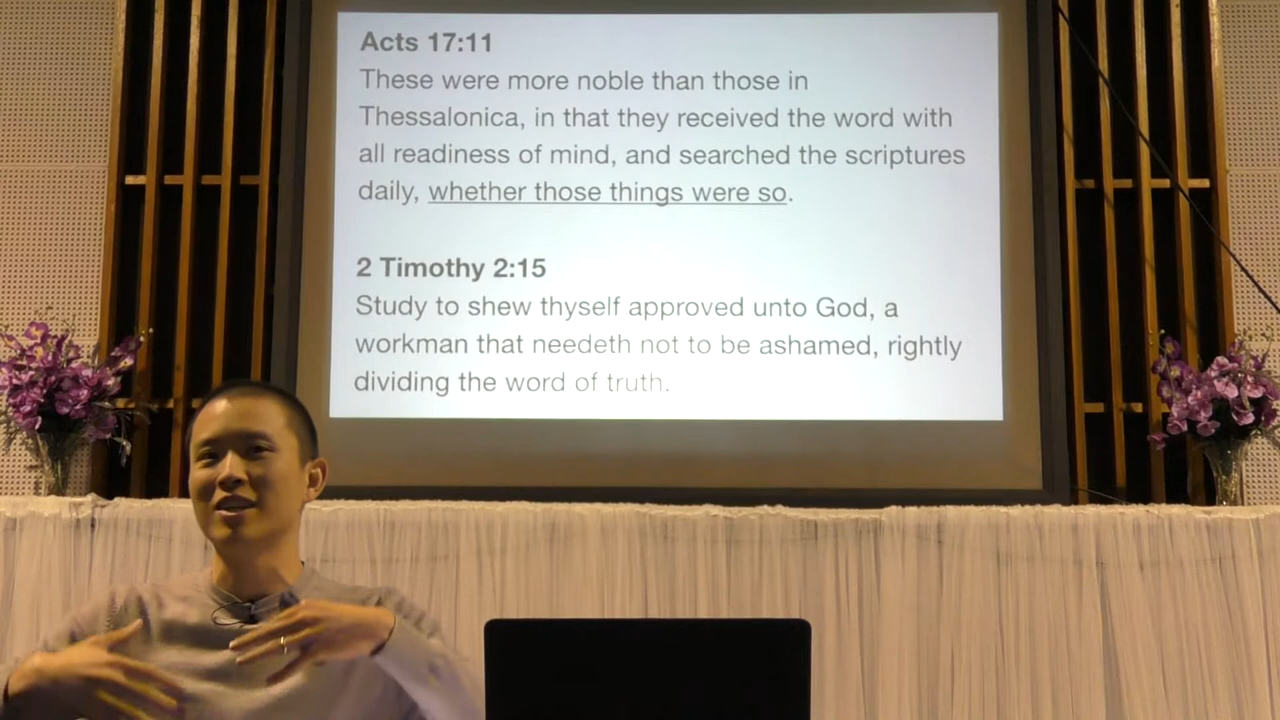 Acts 17:11
These were more noble than those in
Thessalonica, in that they received the word with
all readiness of mind, and searched the scriptures
daily, whether those things were so.
2 Timothy 2:15
Study to shew thyself approved unto God, a
workman that needeth not to be ashamed, rightly
dividing the word of truth.